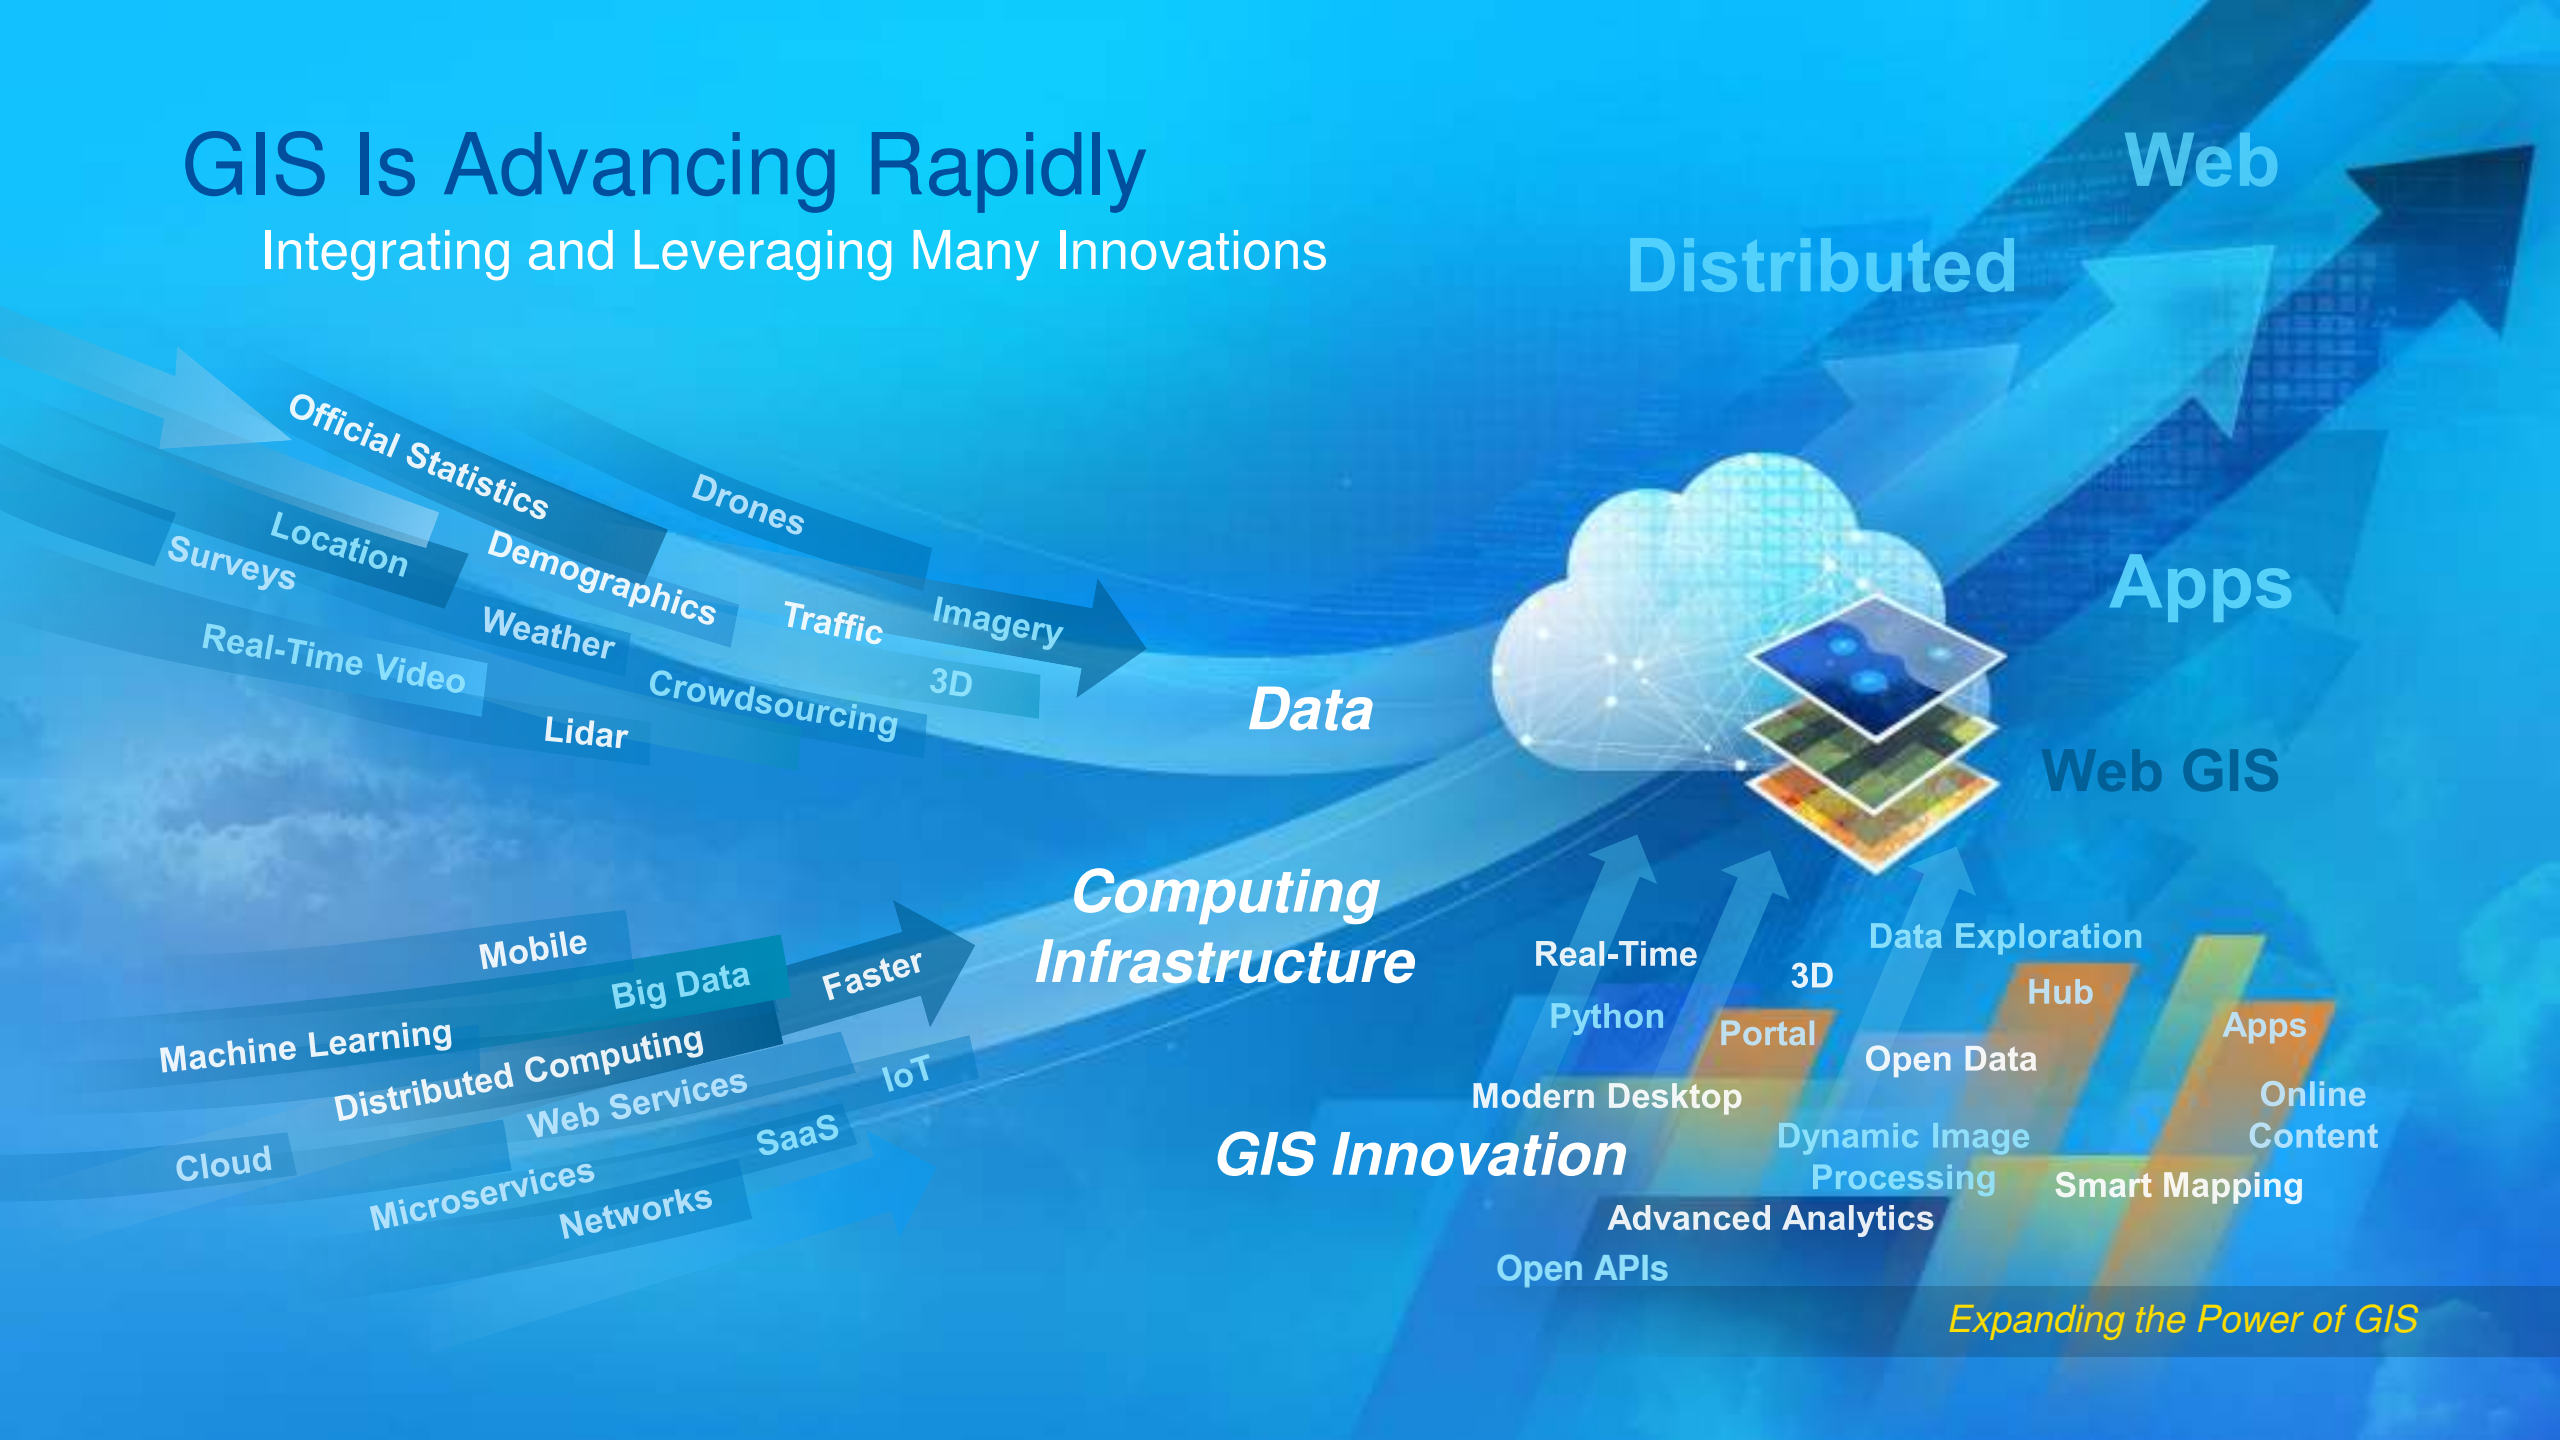 GIS Is Advancing Rapidly
Integrating and Leveraging Many Innovations
Web
Distributed
Apps
Web GIS
Official Statistics
Drones
Location
Surveys
Demographics
Weather
Traffic
Imagery
Real-Time Video
Crowdsourcing
3D
Lidar
Data
Computing
Infrastructure
Mobile
Big Data
Faster
Machine Learning
Distributed Computing
Web Services
IoT
Cloud
SaaS
Microservices
Networks
GIS Innovation
Real-Time
3D
Data Exploration
Python
Portal
Hub
Open Data
Apps
Modern Desktop
Dynamic Image
Processing
Online
Content
Smart Mapping
Advanced Analytics
Open APIs
Expanding the Power of GIS